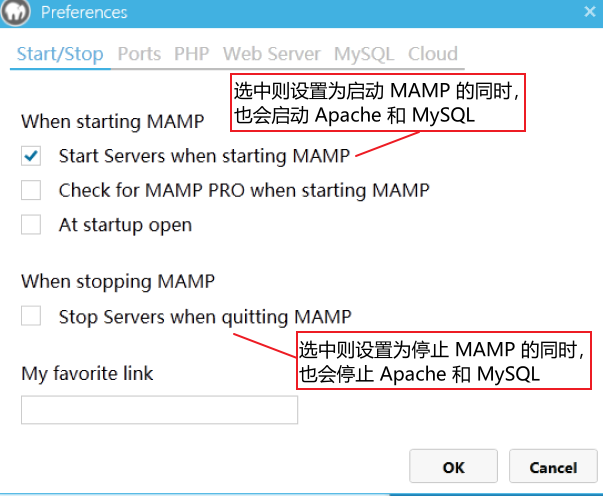 Preferences
Start/Stop Ports PHP Web Server MySQL Cloud
选中则设置为启动 MAMP 的同时，
也会启动 Apache 和 MySQL
When starting MAMP
Start Servers when starting MAMP
Check for MAMP PRO when starting MAMP
At startup open
When stopping MAMP
Stop Servers when quitting MAMP
选中则设置为停止 MAMP 的同时，
也会停止 Apache 和 MySQL
My favorite link
OK Cancel